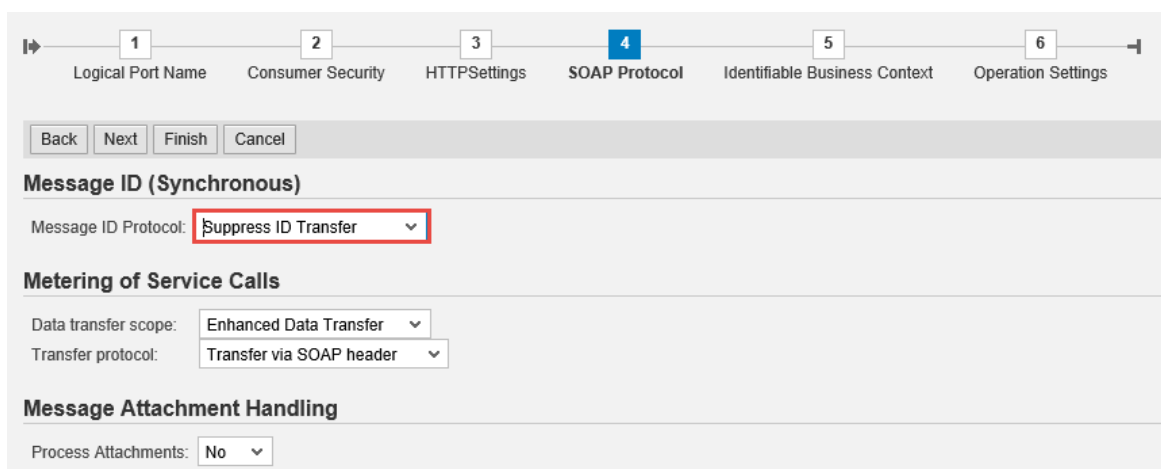 1 2 3 4 5 6
Logical Port Name Consumer Security HTTPSettings SOAP Protocol Identifiable Business Context Operation Settings
Back Next Finish Cancel
Message ID (Synchronous)
Message ID Protocol: Suppress ID Transfer
Metering of Service Calls
Data transfer scope: Enhanced Data Transfer
Transfer protocol: Transfer via SOAP header
Message Attachment Handling
Process Attachments: No